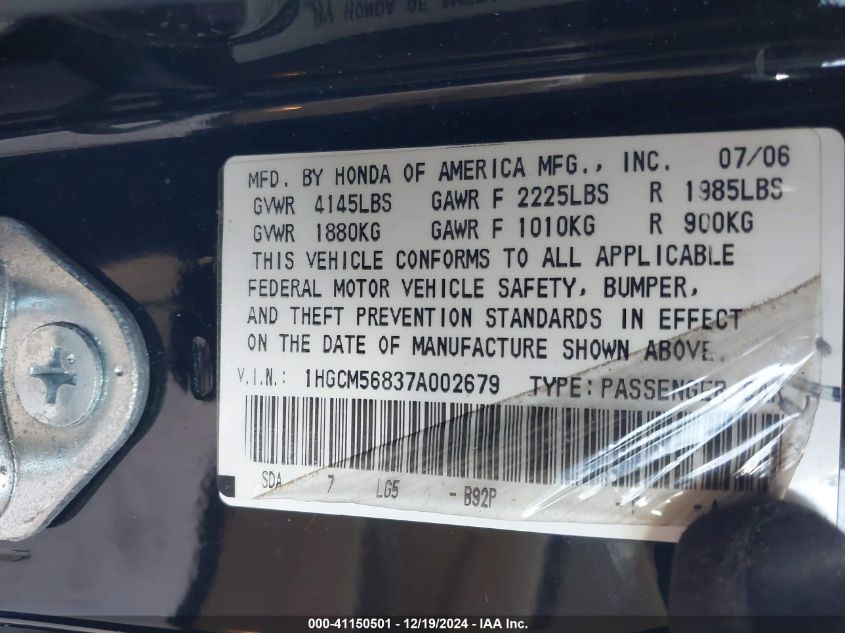 MFD. BY HONDA OF AMERICA MFG., INC. 07/06
GVWR 4145LBS GAWR F 2225LBS R 1985LBS
GVWR 1880KG GAWR F 1010KG R 900KG
THIS VEHICLE CONFORMS TO ALL APPLICABLE
FEDERAL MOTOR VEHICLE SAFETY, BUMPER,
AND THEFT PREVENTION STANDARDS IN EFFECT
ON THE DATE OF MANUFACTURE SHOWN ABOVE.
V.I.N.: 1HGCM56837A002679 TYPE: PASSENGER
SDA 7 LG5 - B92P
000-41150501 - 12/19/2024 - IAA Inc.